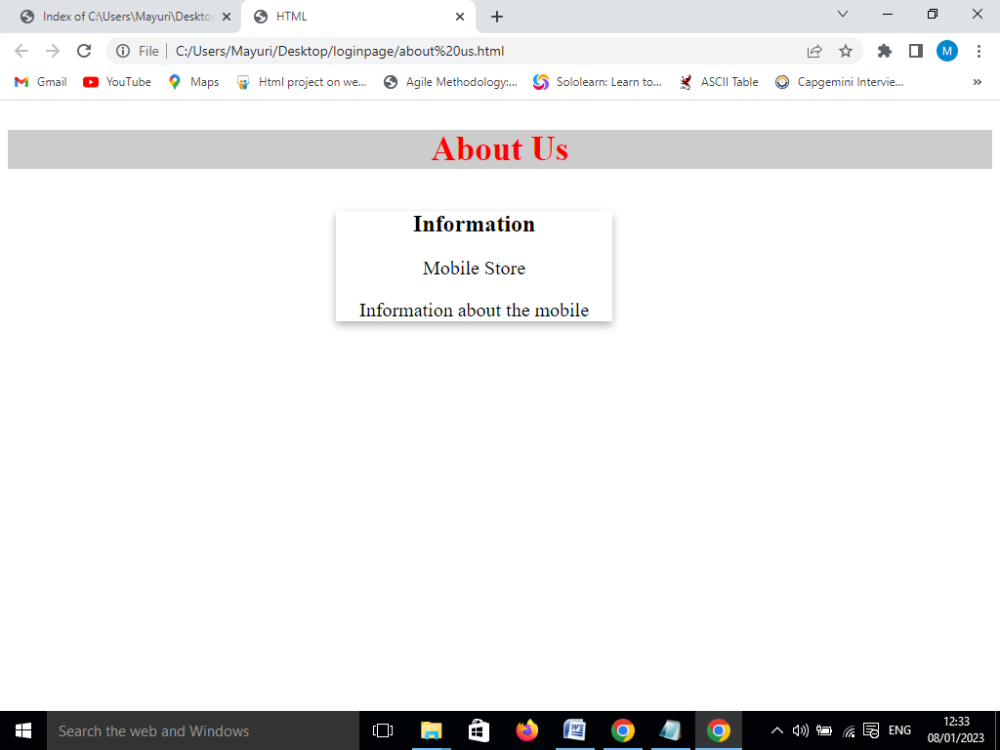 Index of C:\Users\Mayuri\Deskto
HTML
File
C:/Users/Mayuri/Desktop/loginpage/about%20us.html
M
Gmail
YouTube
Maps
Html project on we...
Agile Methodology:...
Sololearn: Learn to...
ASCII Table
Capgemini Intervie...
»
About Us
Information
Mobile Store
Information about the mobile
Search the web and Windows
ENG
12:33
08/01/2023